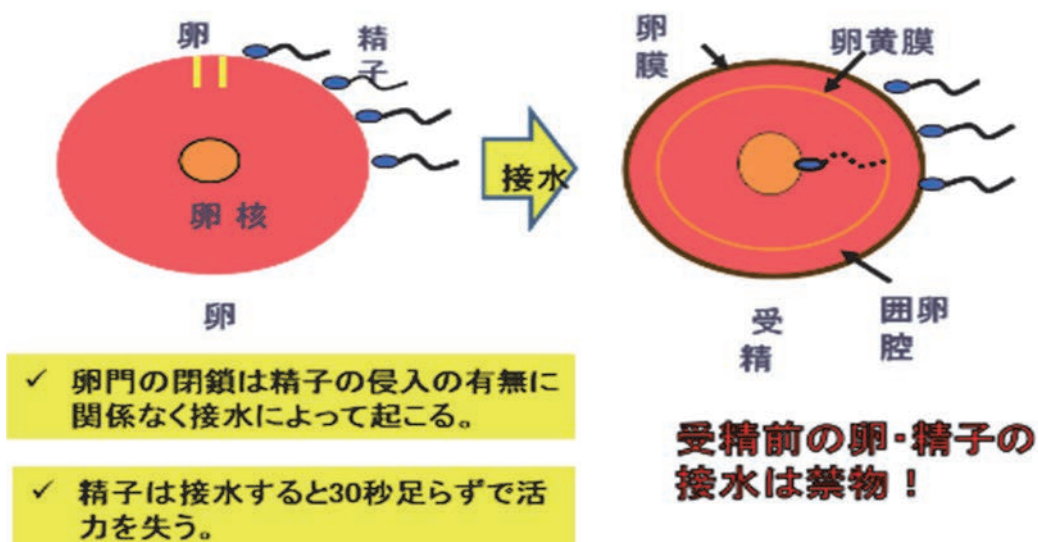 卵
精子
卵 核
卵
接水
卵膜
卵黄膜
囲卵腔
受精
✓ 卵門の閉鎖は精子の侵入の有無に
関係なく接水によって起こる。
✓ 精子は接水すると30秒足らずで活
力を失う。
受精前の卵・精子の
接水は禁物！